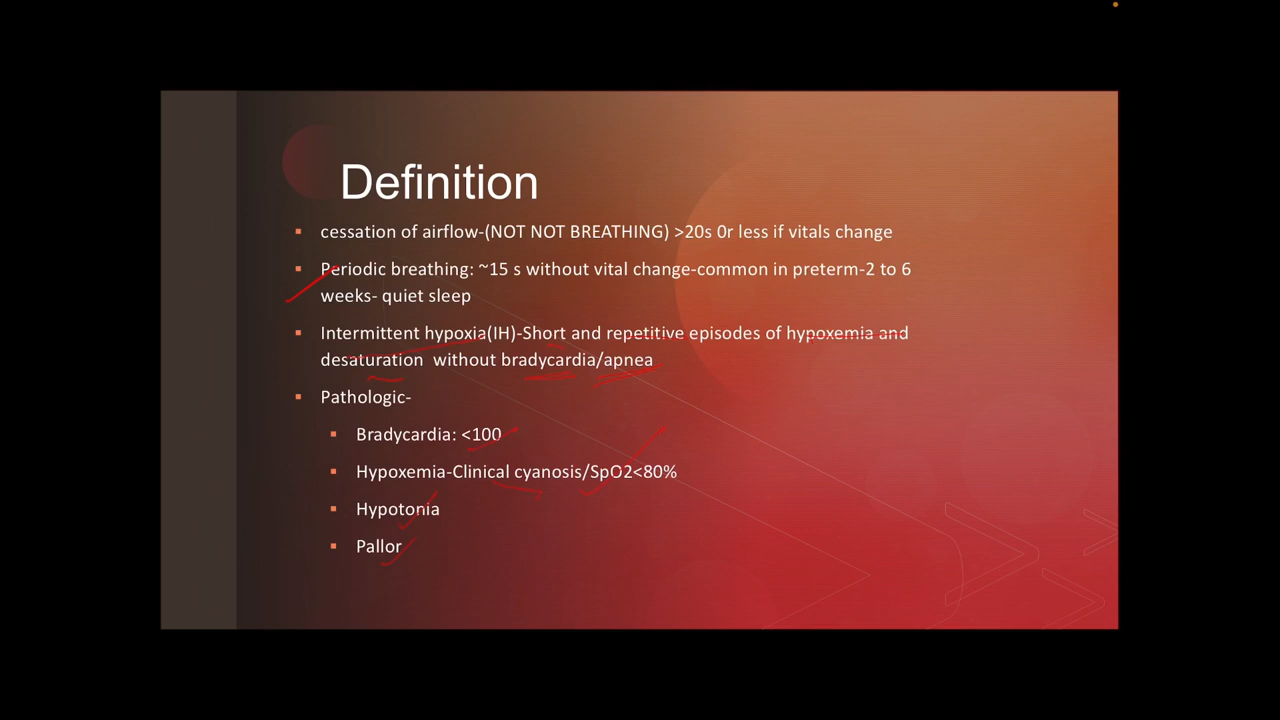 Definition
cessation of airflow-(NOT NOT BREATHING) >20s 0r less if vitals change
Periodic breathing: ~15 s without vital change-common in preterm-2 to 6
weeks- quiet sleep
Intermittent hypoxia(IH)-Short and repetitive episodes of hypoxemia and
desaturation without bradycardia/apnea
Pathologic-
Bradycardia: <100
Hypoxemia-Clinical cyanosis/SpO2<80%
Hypotonia
Pallor